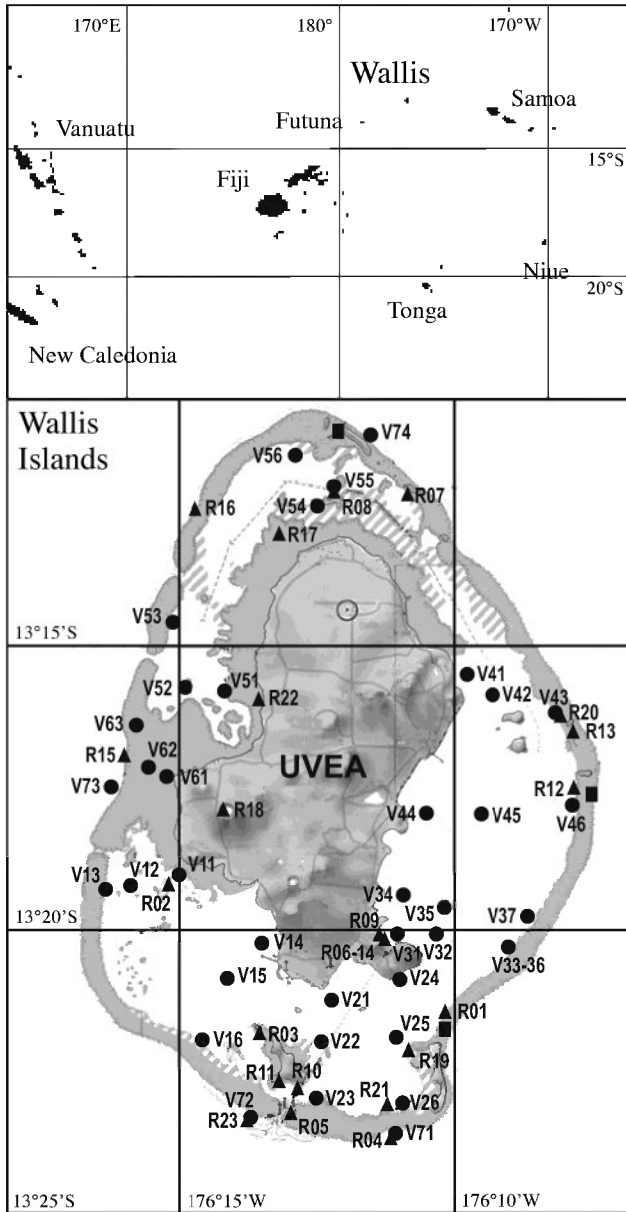 170°E
180°
170°W
Wallis
Samoa
Vanuatu
Futuna
15°S
Fiji
Niue
20°S
Tonga
New Caledonia
Wallis
Islands
V74
V56
V55
R07
R16
V54
R08
R17
V53
13°15'S
V41
V52
V51
V42
R22
V43
R20
V63
R13
R15
V62
UVEA
V61
R12
V73
R18
V44
V45
V46
V11
V13
V12
V34
R02
V35
V37
13°20'S
R09
V14
R06-14
V31
V32
V33-36
V15
V24
V21
R01
V16
R03
V22
V25
R19
R11
R10
V23
R21
V26
V72
R23
R05
R04
V71
13°25'S
176°15'W
176°10'W